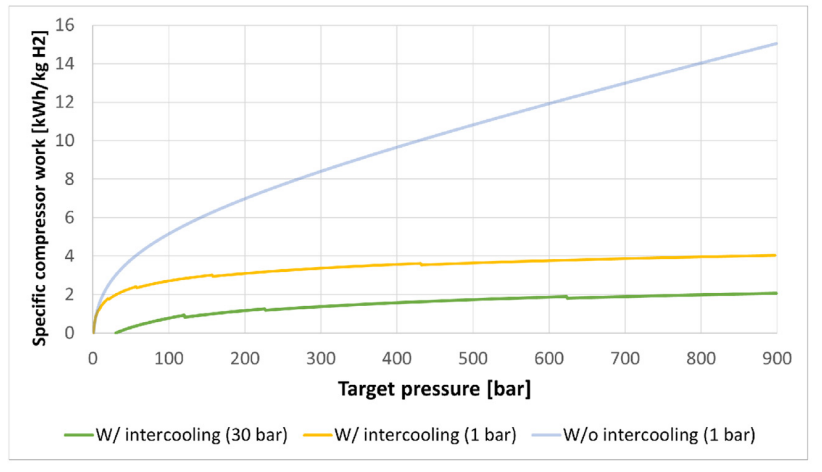 Specific compressor work [kWh/kg H2]
16
14
12
10
8
6
4
2
0
0 100 200 300 400 500 600 700 800 900
Target pressure [bar]
W/ intercooling (30 bar) W/ intercooling (1 bar) W/o intercooling (1 bar)